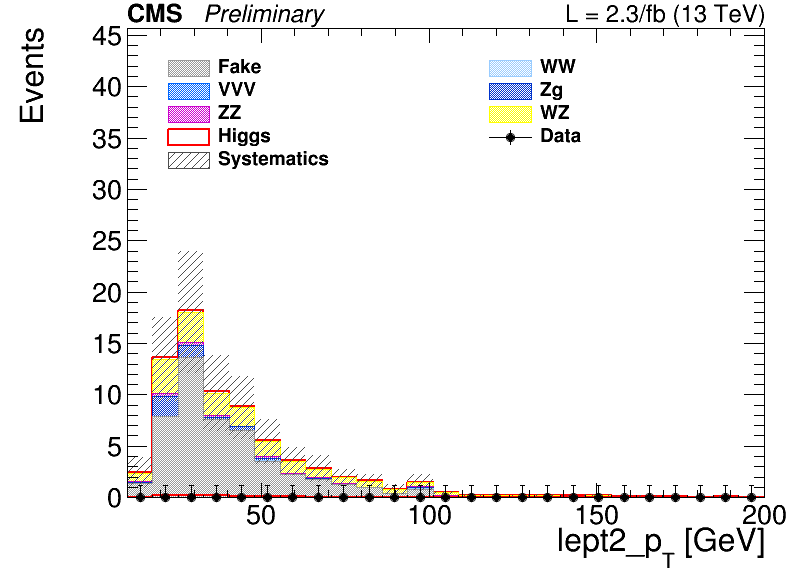 CMS Preliminary L = 2.3/fb (13 TeV)
Events
45
40
35
30
25
20
15
10
5
0
Fake
VVV
ZZ
Higgs
Systematics
WW
Zg
WZ
Data
50 100 150 200
lept2_p_T [GeV]